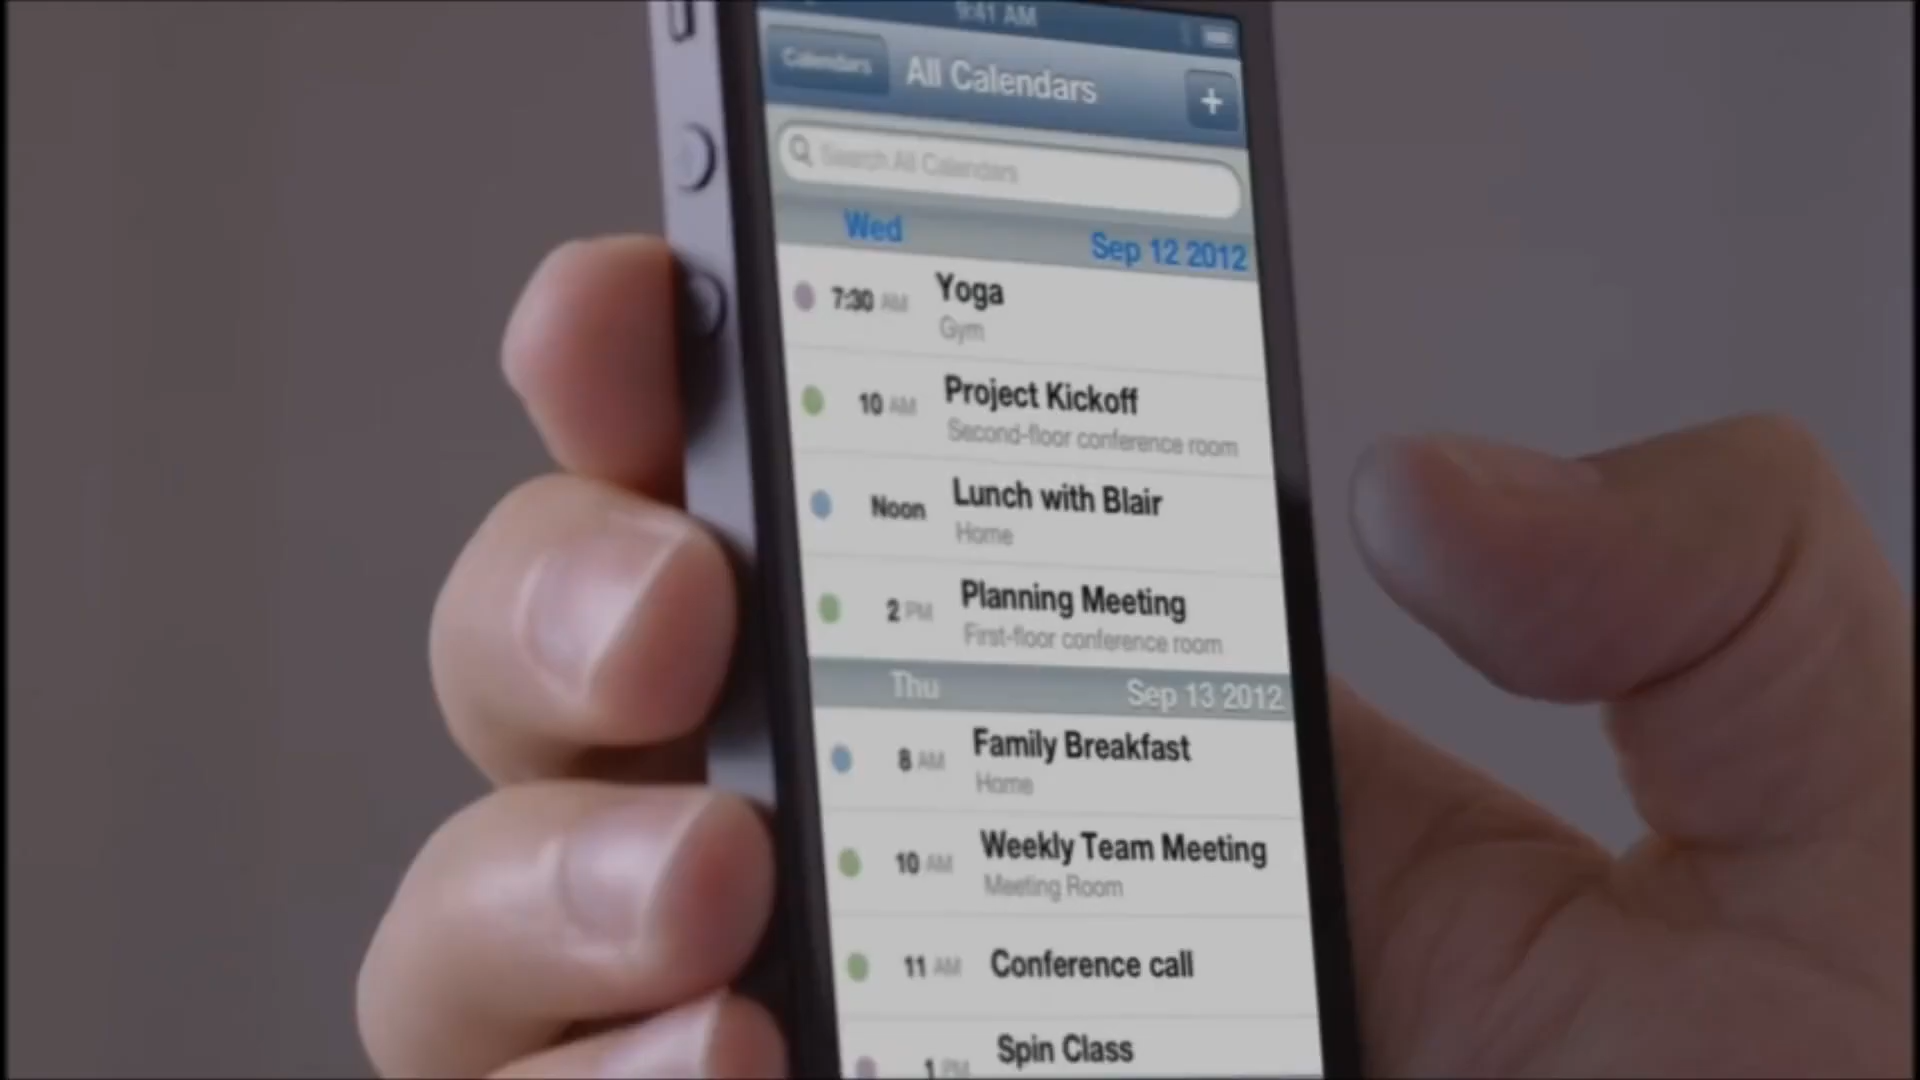 9:41 AM
Calendars
All Calendars
+
Search All Calendars
Wed Sep 12 2012
7:30 AM Yoga
Gym
10 AM Project Kickoff
Second-floor conference room
Noon Lunch with Blair
Home
2 PM Planning Meeting
First-floor conference room
Thu Sep 13 2012
8 AM Family Breakfast
Home
10 AM Weekly Team Meeting
Meeting Room
11 AM Conference call
1 PM Spin Class